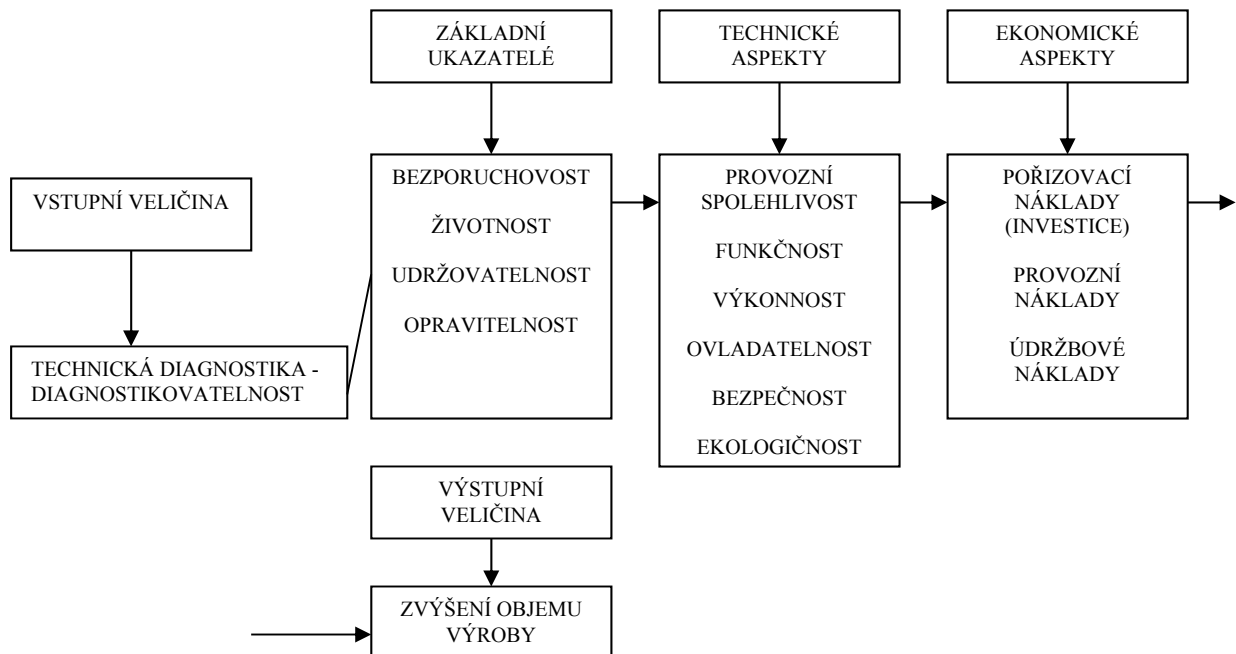 ZÁKLADNÍ
UKAZATELÉ
TECHNICKÉ
ASPEKTY
EKONOMICKÉ
ASPEKTY
VSTUPNÍ VELIČINA
TECHNICKÁ DIAGNOSTIKA -
DIAGNOSTIKOVATELNOST
BEZPORUCHOVOST
ŽIVOTNOST
UDRŽOVATELNOST
OPRAVITELNOST
PROVOZNÍ
SPOLEHLIVOST
FUNKČNOST
VÝKONNOST
OVLADATELNOST
BEZPEČNOST
EKOLOGIČNOST
POŘIZOVACÍ
NÁKLADY
(INVESTICE)
PROVOZNÍ
NÁKLADY
ÚDRŽBOVÉ
NÁKLADY
VÝSTUPNÍ
VELIČINA
ZVÝŠENÍ OBJEMU
VÝROBY